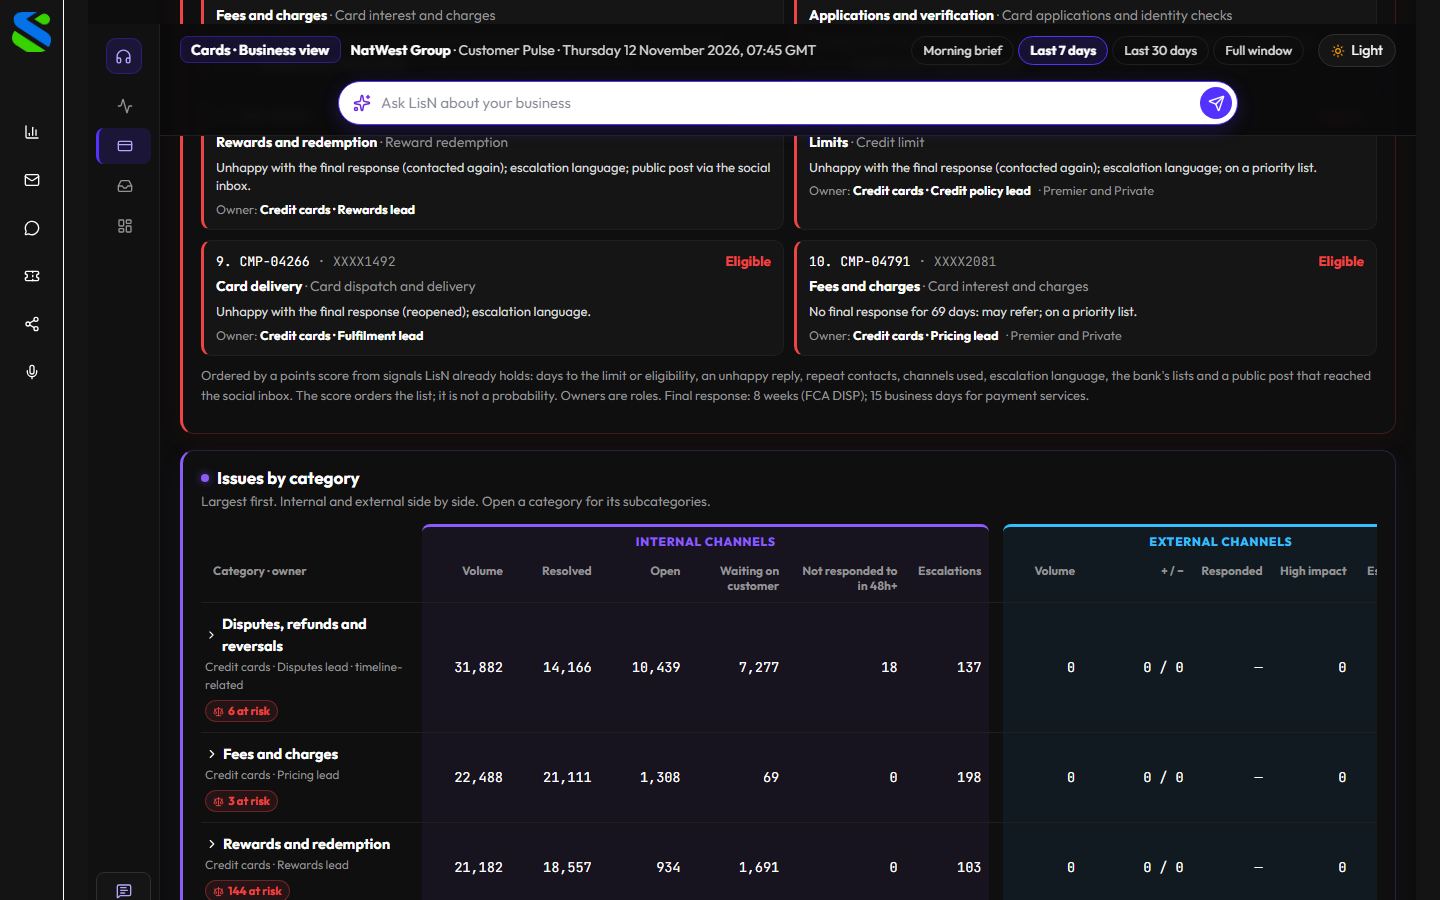 Fees and charges · Card interest and charges
Applications and verification · Card applications and identity checks
Cards · Business view
NatWest Group · Customer Pulse · Thursday 12 November 2026, 07:45 GMT
Morning brief
Last 7 days
Last 30 days
Full window
Light
Ask LisN about your business
Rewards and redemption · Reward redemption
Unhappy with the final response (contacted again); escalation language; public post via the social
inbox.
Owner: Credit cards · Rewards lead
Limits · Credit limit
Unhappy with the final response (contacted again); escalation language; on a priority list.
Owner: Credit cards · Credit policy lead · Premier and Private
9. CMP-04266 · XXXX1492
Eligible
Card delivery · Card dispatch and delivery
Unhappy with the final response (reopened); escalation language.
Owner: Credit cards · Fulfilment lead
10. CMP-04791 · XXXX2081
Eligible
Fees and charges · Card interest and charges
No final response for 69 days: may refer; on a priority list.
Owner: Credit cards · Pricing lead · Premier and Private
Ordered by a points score from signals LisN already holds: days to the limit or eligibility, an unhappy reply, repeat contacts, channels used, escalation language, the bank's lists and a public post that reached
the social inbox. The score orders the list; it is not a probability. Owners are roles. Final response: 8 weeks (FCA DISP); 15 business days for payment services.
Issues by category
Largest first. Internal and external side by side. Open a category for its subcategories.
INTERNAL CHANNELS
EXTERNAL CHANNELS
Category · owner
Volume
Resolved
Open
Waiting on
customer
Not responded to
in 48h+
Escalations
Volume
+ / −
Responded
High impact
Es
Disputes, refunds and
reversals
Credit cards · Disputes lead · timeline-
related
6 at risk
31,882
14,166
10,439
7,277
18
137
0
0 / 0
—
0
Fees and charges
Credit cards · Pricing lead
3 at risk
22,488
21,111
1,308
69
0
198
0
0 / 0
—
0
Rewards and redemption
Credit cards · Rewards lead
144 at risk
21,182
18,557
934
1,691
0
103
0
0 / 0
—
0